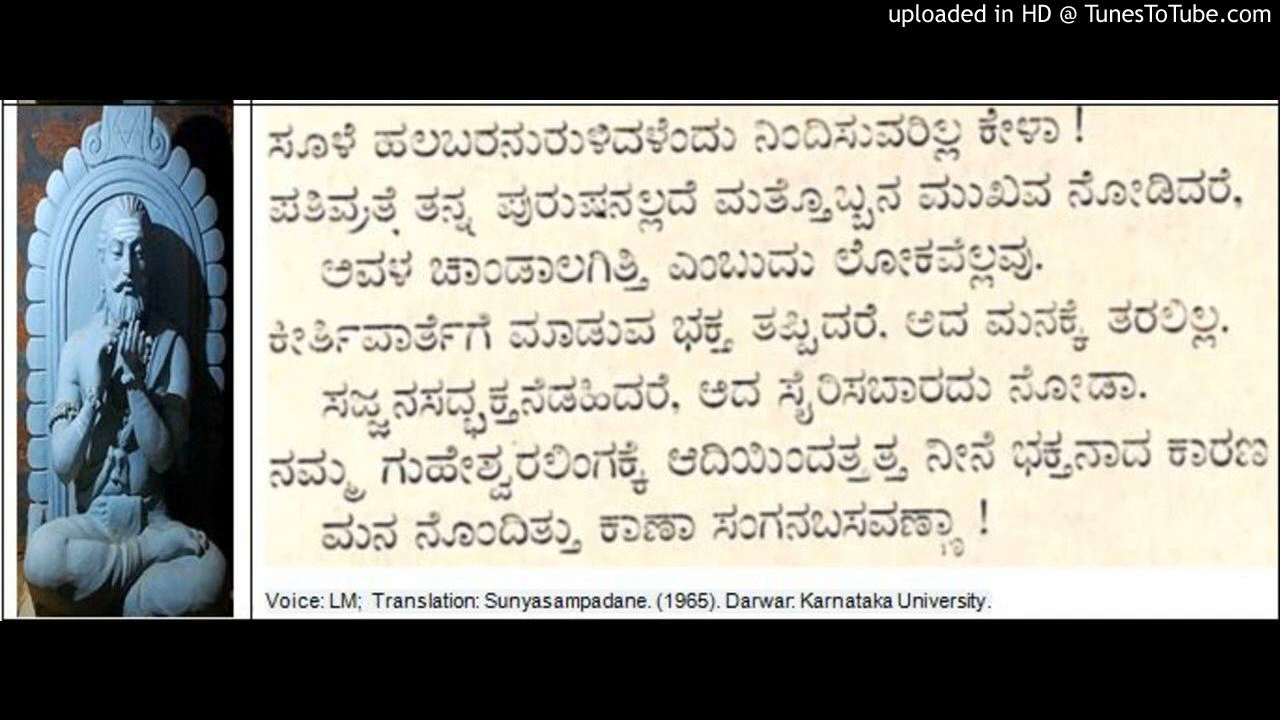 uploaded in HD @ TunesToTube.com
ಸೂಳೆ ಹಲಬರನುರುಳಿದಳೆಂದು ನಿಂದಿಸುವರಿಲ್ಲ ಕೇಳಾ !
ಪತಿವ್ರತೆ ತನ್ನ ಪುರುಷನಲ್ಲದೆ ಮತ್ತೊಬ್ಬನ ಮುಖವ ನೋಡಿದರೆ,
ಅವಳ ಚಾಂಡಾಲಗಿತ್ತಿ ಎಂಬುದು ಲೋಕವೆಲ್ಲವು.
ಕೀರ್ತಿವಾರ್ತೆಗೆ ಮಾಡುವ ಭಕ್ತ ತಪ್ಪಿದರೆ. ಅದ ಮನಕ್ಕೆ ತರಲಿಲ್ಲ.
ಸಜ್ಜನಸದ್ಭಕ್ತನೆಡಹಿದರೆ, ಅದ ಸೈರಿಸಬಾರದು ನೋಡಾ.
ನಮ್ಮ ಗುಹೇಶ್ವರಲಿಂಗಕ್ಕೆ ಆದಿಯಿಂದತ್ತತ್ತ ನೀನೆ ಭಕ್ತನಾದ ಕಾರಣ
ಮನ ನೊಂದಿತ್ತು ಕಾಣಾ ಸಂಗನಬಸವಣ್ಣಾ !
Voice: LM; Translation: Sunyasampadane. (1965). Darwar: Karnataka University.